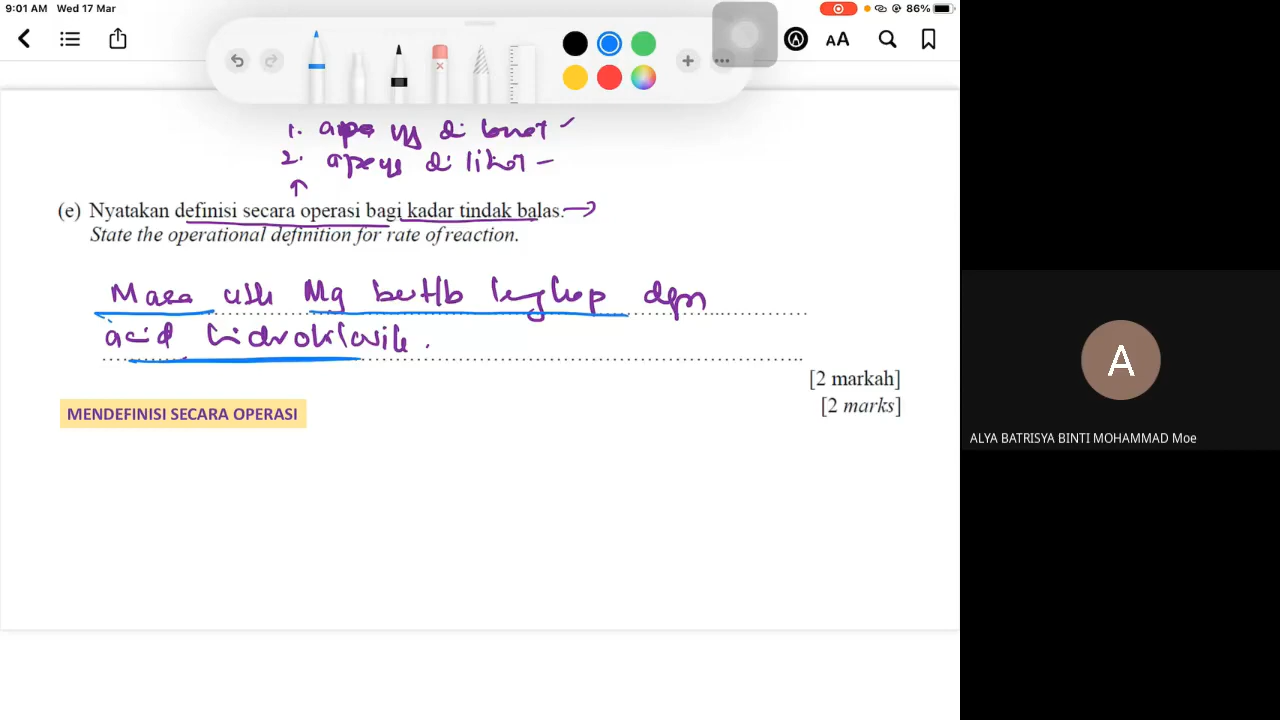 9:01 AM Wed 17 Mar
86%
AA
1. apa yg di buat
2. apa yg di lihat
(e) Nyatakan definisi secara operasi bagi kadar tindak balas.
State the operational definition for rate of reaction.
Masa utk Mg bertlb lengkap dgn
acid hidroklorik.
[2 markah]
[2 marks]
MENDEFINISI SECARA OPERASI
A
ALYA BATRISYA BINTI MOHAMMAD Moe